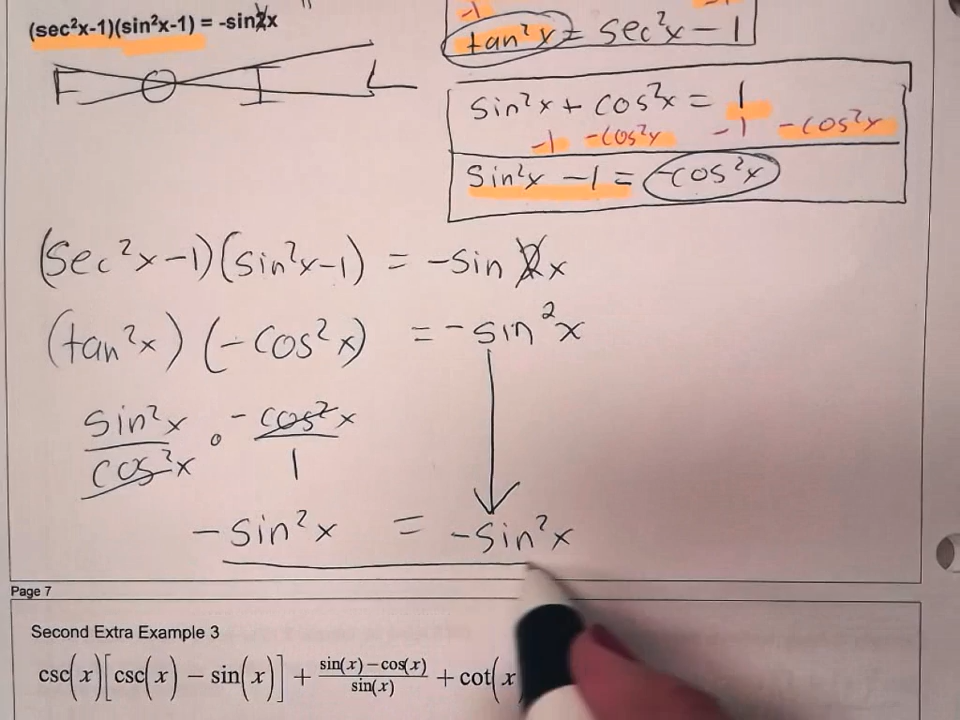 (sec²x-1)(sin²x-1) = -sin2x
FOIL
-1 -1
tan²x = sec²x - 1
sin²x + cos²x = 1
-1 -cos²x -1 -cos²x
Sin²x - 1 = -cos²x
(Sec²x-1)(sin²x-1) = -sin 2x
(tan²x)(-cos²x) = -sin²x
sin²x/cos²x · -cos²x/1
-sin²x = -sin²x
Page 7
Second Extra Example 3
csc(x)[csc(x) − sin(x)] + sin(x)−cos(x)/sin(x) + cot(x